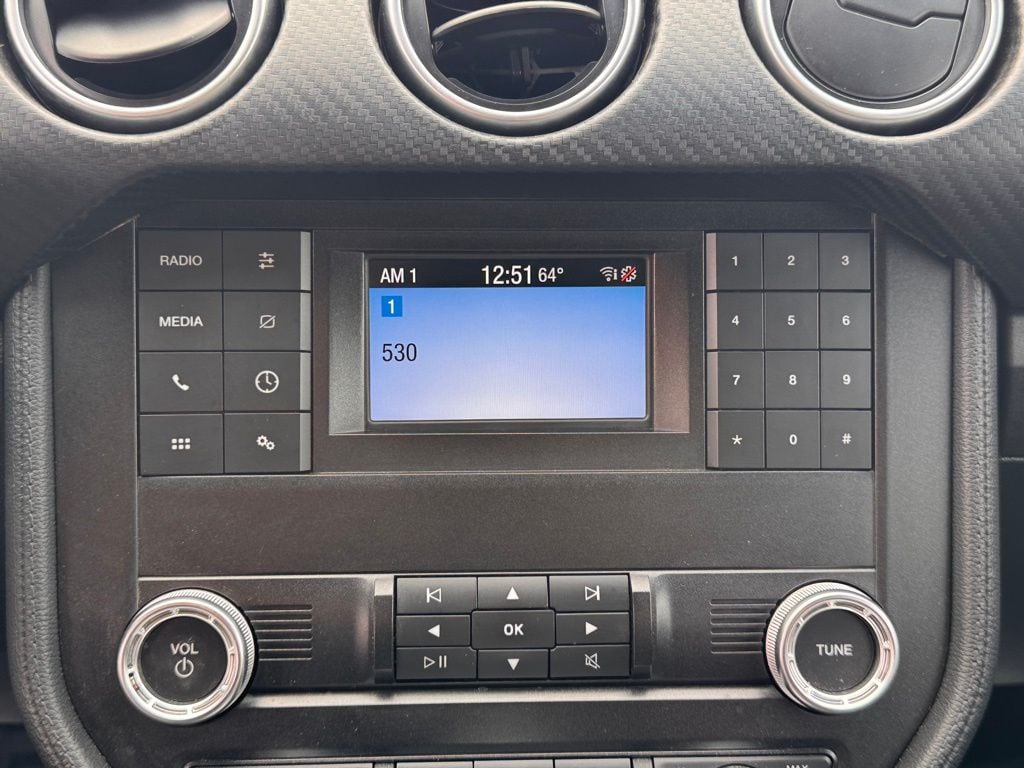 RADIO
MEDIA
AM 1 12:51 64°
1
530
1 2 3
4 5 6
7 8 9
* 0 #
VOL
OK
TUNE
MAX